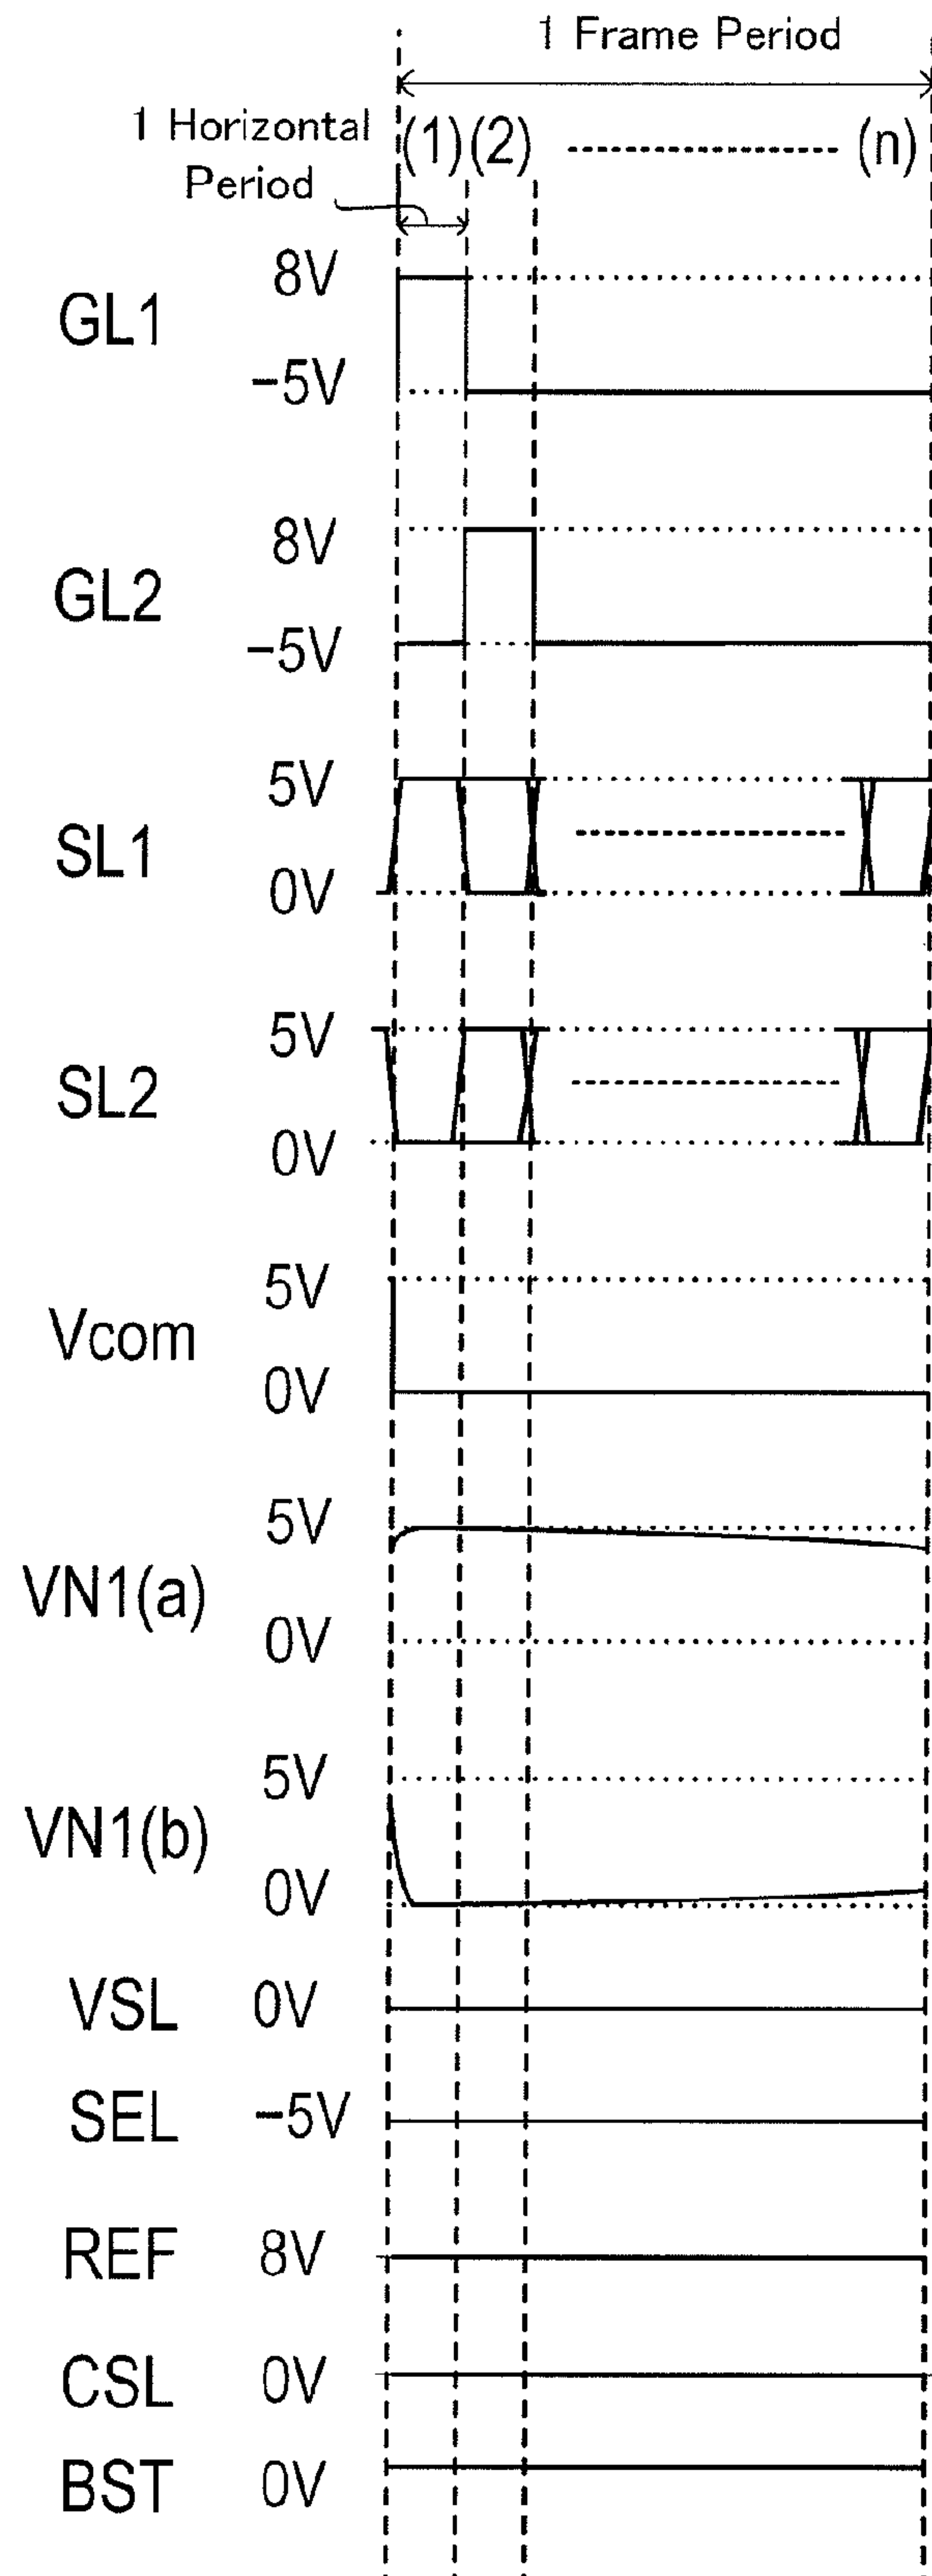 1 Frame Period
1 Horizontal
Period
(1) (2) (n)
GL1 8V
−5V
GL2 8V
−5V
SL1 5V
0V
SL2 5V
0V
Vcom 5V
0V
VN1(a) 5V
0V
VN1(b) 5V
0V
VSL 0V
SEL −5V
REF 8V
CSL 0V
BST 0V